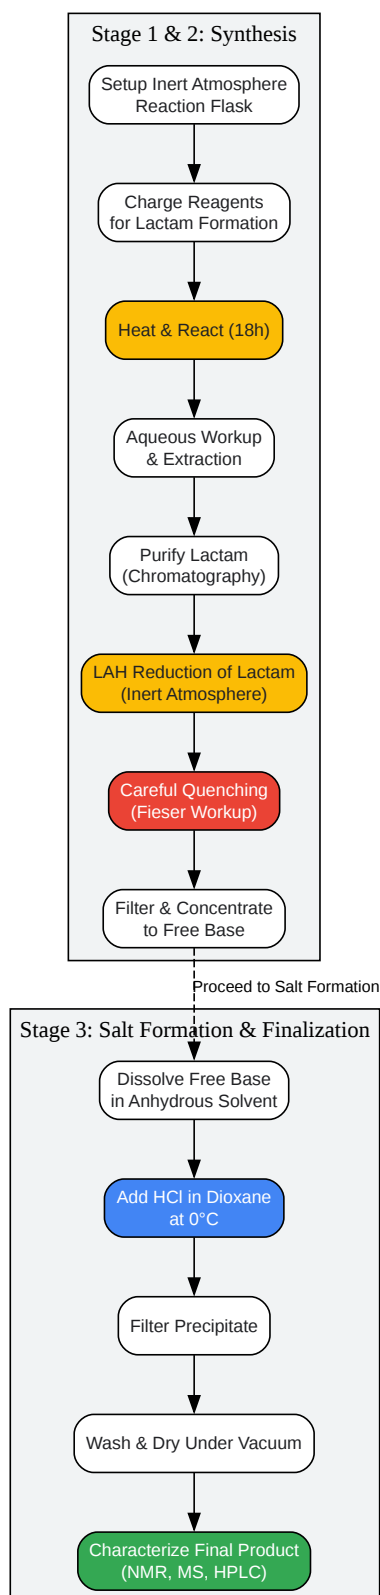 Stage 1 & 2: Synthesis
Setup Inert Atmosphere
Reaction Flask
Charge Reagents
for Lactam Formation
Heat & React (18h)
Aqueous Workup
& Extraction
Purify Lactam
(Chromatography)
LAH Reduction of Lactam
(Inert Atmosphere)
Careful Quenching
(Fieser Workup)
Filter & Concentrate
to Free Base
Proceed to Salt Formation
Stage 3: Salt Formation & Finalization
Dissolve Free Base
in Anhydrous Solvent
Add HCl in Dioxane
at 0°C
Filter Precipitate
Wash & Dry Under Vacuum
Characterize Final Product
(NMR, MS, HPLC)